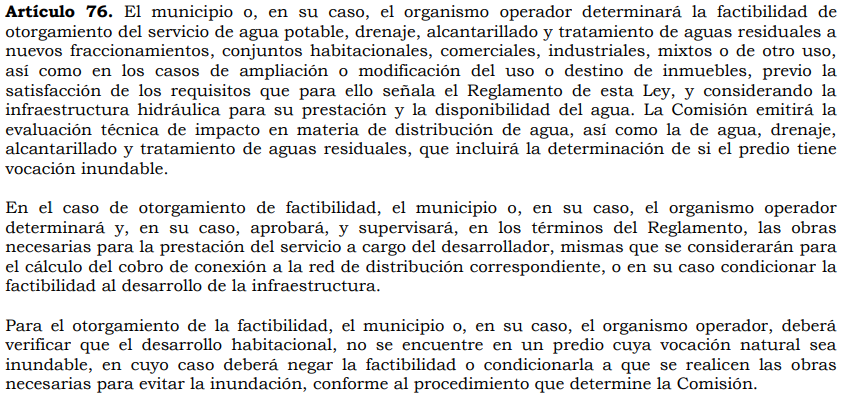 Artículo 76. El municipio o, en su caso, el organismo operador determinará la factibilidad de
otorgamiento del servicio de agua potable, drenaje, alcantarillado y tratamiento de aguas residuales a
nuevos fraccionamientos, conjuntos habitacionales, comerciales, industriales, mixtos o de otro uso,
así como en los casos de ampliación o modificación del uso o destino de inmuebles, previo la
satisfacción de los requisitos que para ello señala el Reglamento de esta Ley, y considerando la
infraestructura hidráulica para su prestación y la disponibilidad del agua. La Comisión emitirá la
evaluación técnica de impacto en materia de distribución de agua, así como la de agua, drenaje,
alcantarillado y tratamiento de aguas residuales, que incluirá la determinación de si el predio tiene
vocación inundable.
En el caso de otorgamiento de factibilidad, el municipio o, en su caso, el organismo operador
determinará y, en su caso, aprobará, y supervisará, en los términos del Reglamento, las obras
necesarias para la prestación del servicio a cargo del desarrollador, mismas que se considerarán para
el cálculo del cobro de conexión a la red de distribución correspondiente, o en su caso condicionar la
factibilidad al desarrollo de la infraestructura.
Para el otorgamiento de la factibilidad, el municipio o, en su caso, el organismo operador, deberá
verificar que el desarrollo habitacional, no se encuentre en un predio cuya vocación natural sea
inundable, en cuyo caso deberá negar la factibilidad o condicionarla a que se realicen las obras
necesarias para evitar la inundación, conforme al procedimiento que determine la Comisión.